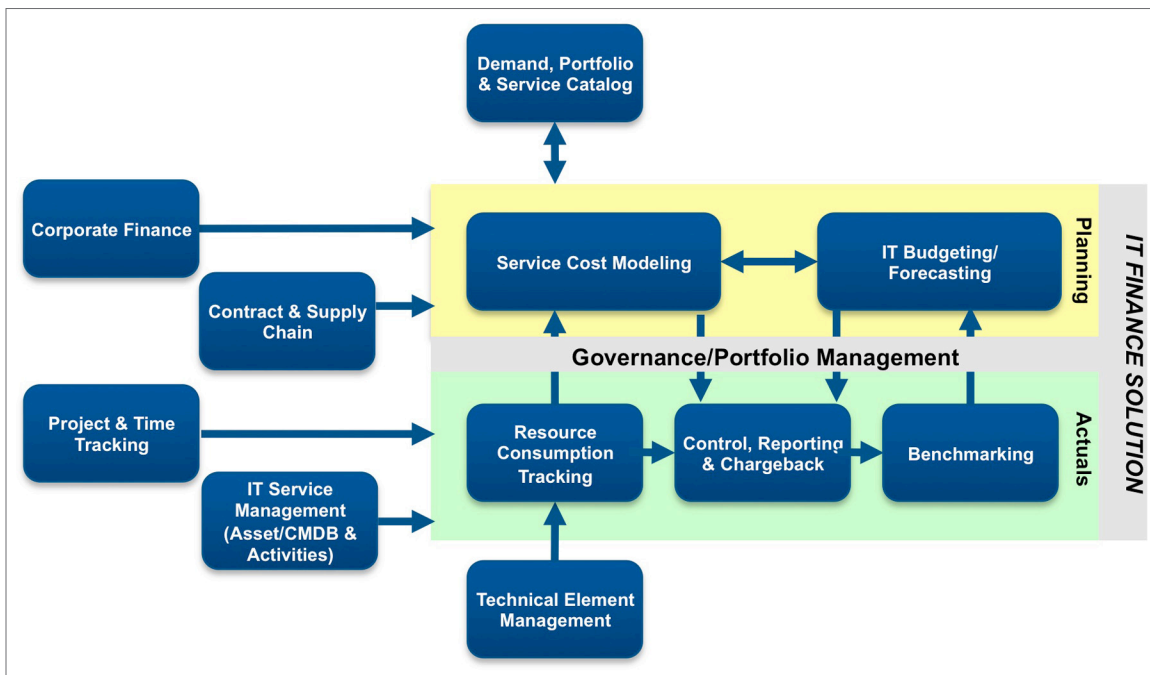 Demand, Portfolio
& Service Catalog
Corporate Finance
Service Cost Modeling
IT Budgeting/
Forecasting
Planning
IT FINANCE SOLUTION
Contract & Supply
Chain
Governance/Portfolio Management
Project & Time
Tracking
Resource
Consumption
Tracking
Control, Reporting
& Chargeback
Benchmarking
Actuals
IT Service
Management
(Asset/CMDB &
Activities)
Technical Element
Management